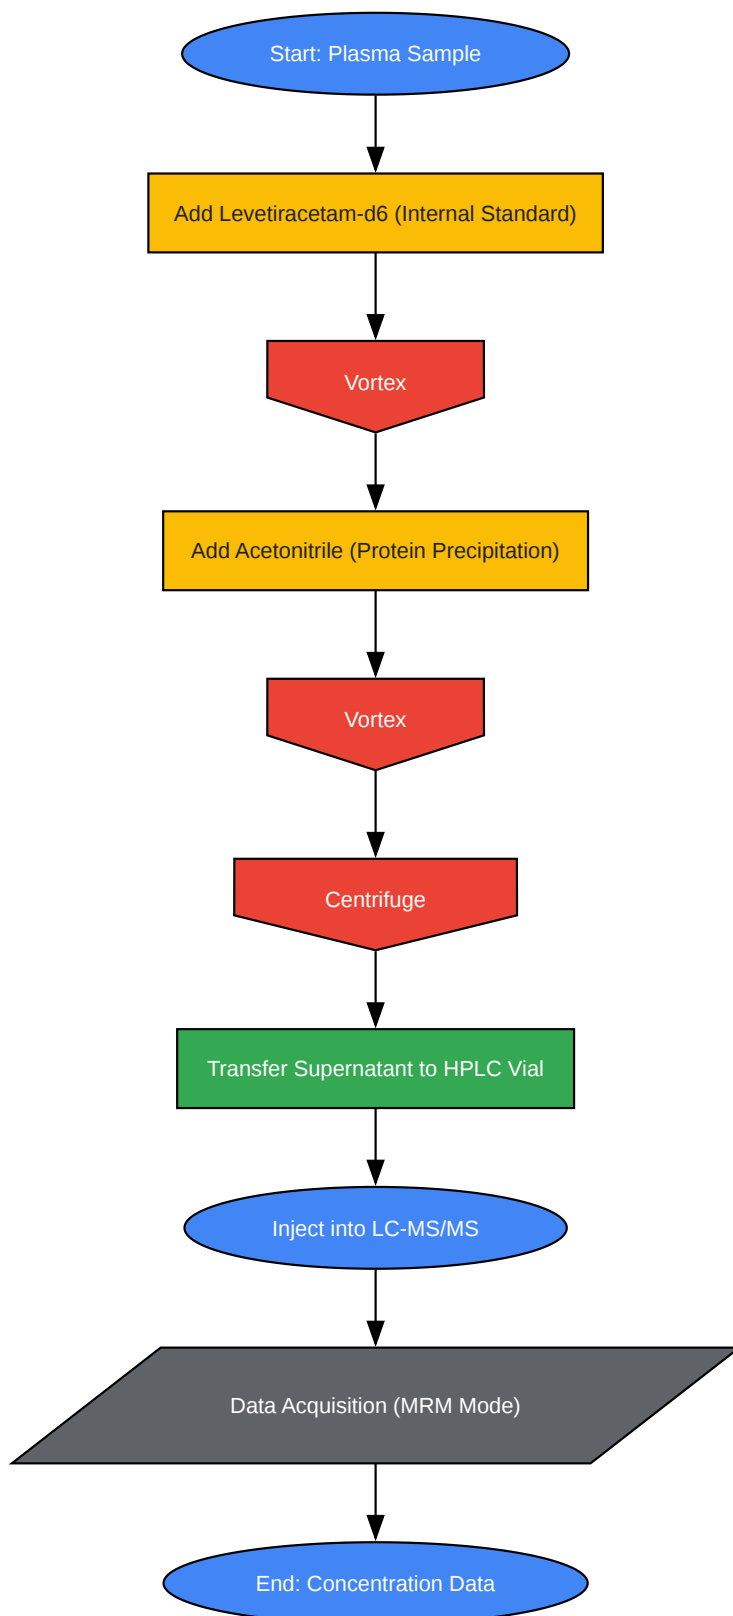 Start: Plasma Sample
Add Levetiracetam-d6 (Internal Standard)
Vortex
Add Acetonitrile (Protein Precipitation)
Vortex
Centrifuge
Transfer Supernatant to HPLC Vial
Inject into LC-MS/MS
Data Acquisition (MRM Mode)
End: Concentration Data